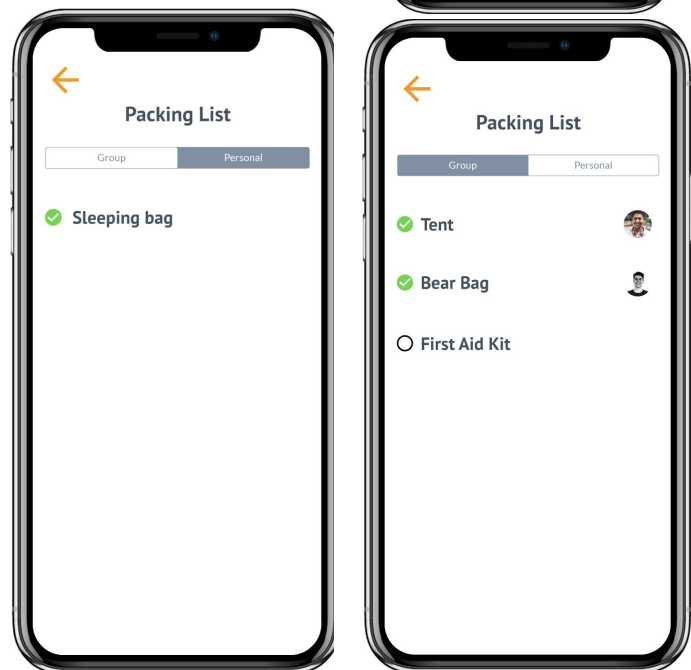 Packing List
Group Personal
Sleeping bag
Packing List
Group Personal
Tent
Bear Bag
First Aid Kit